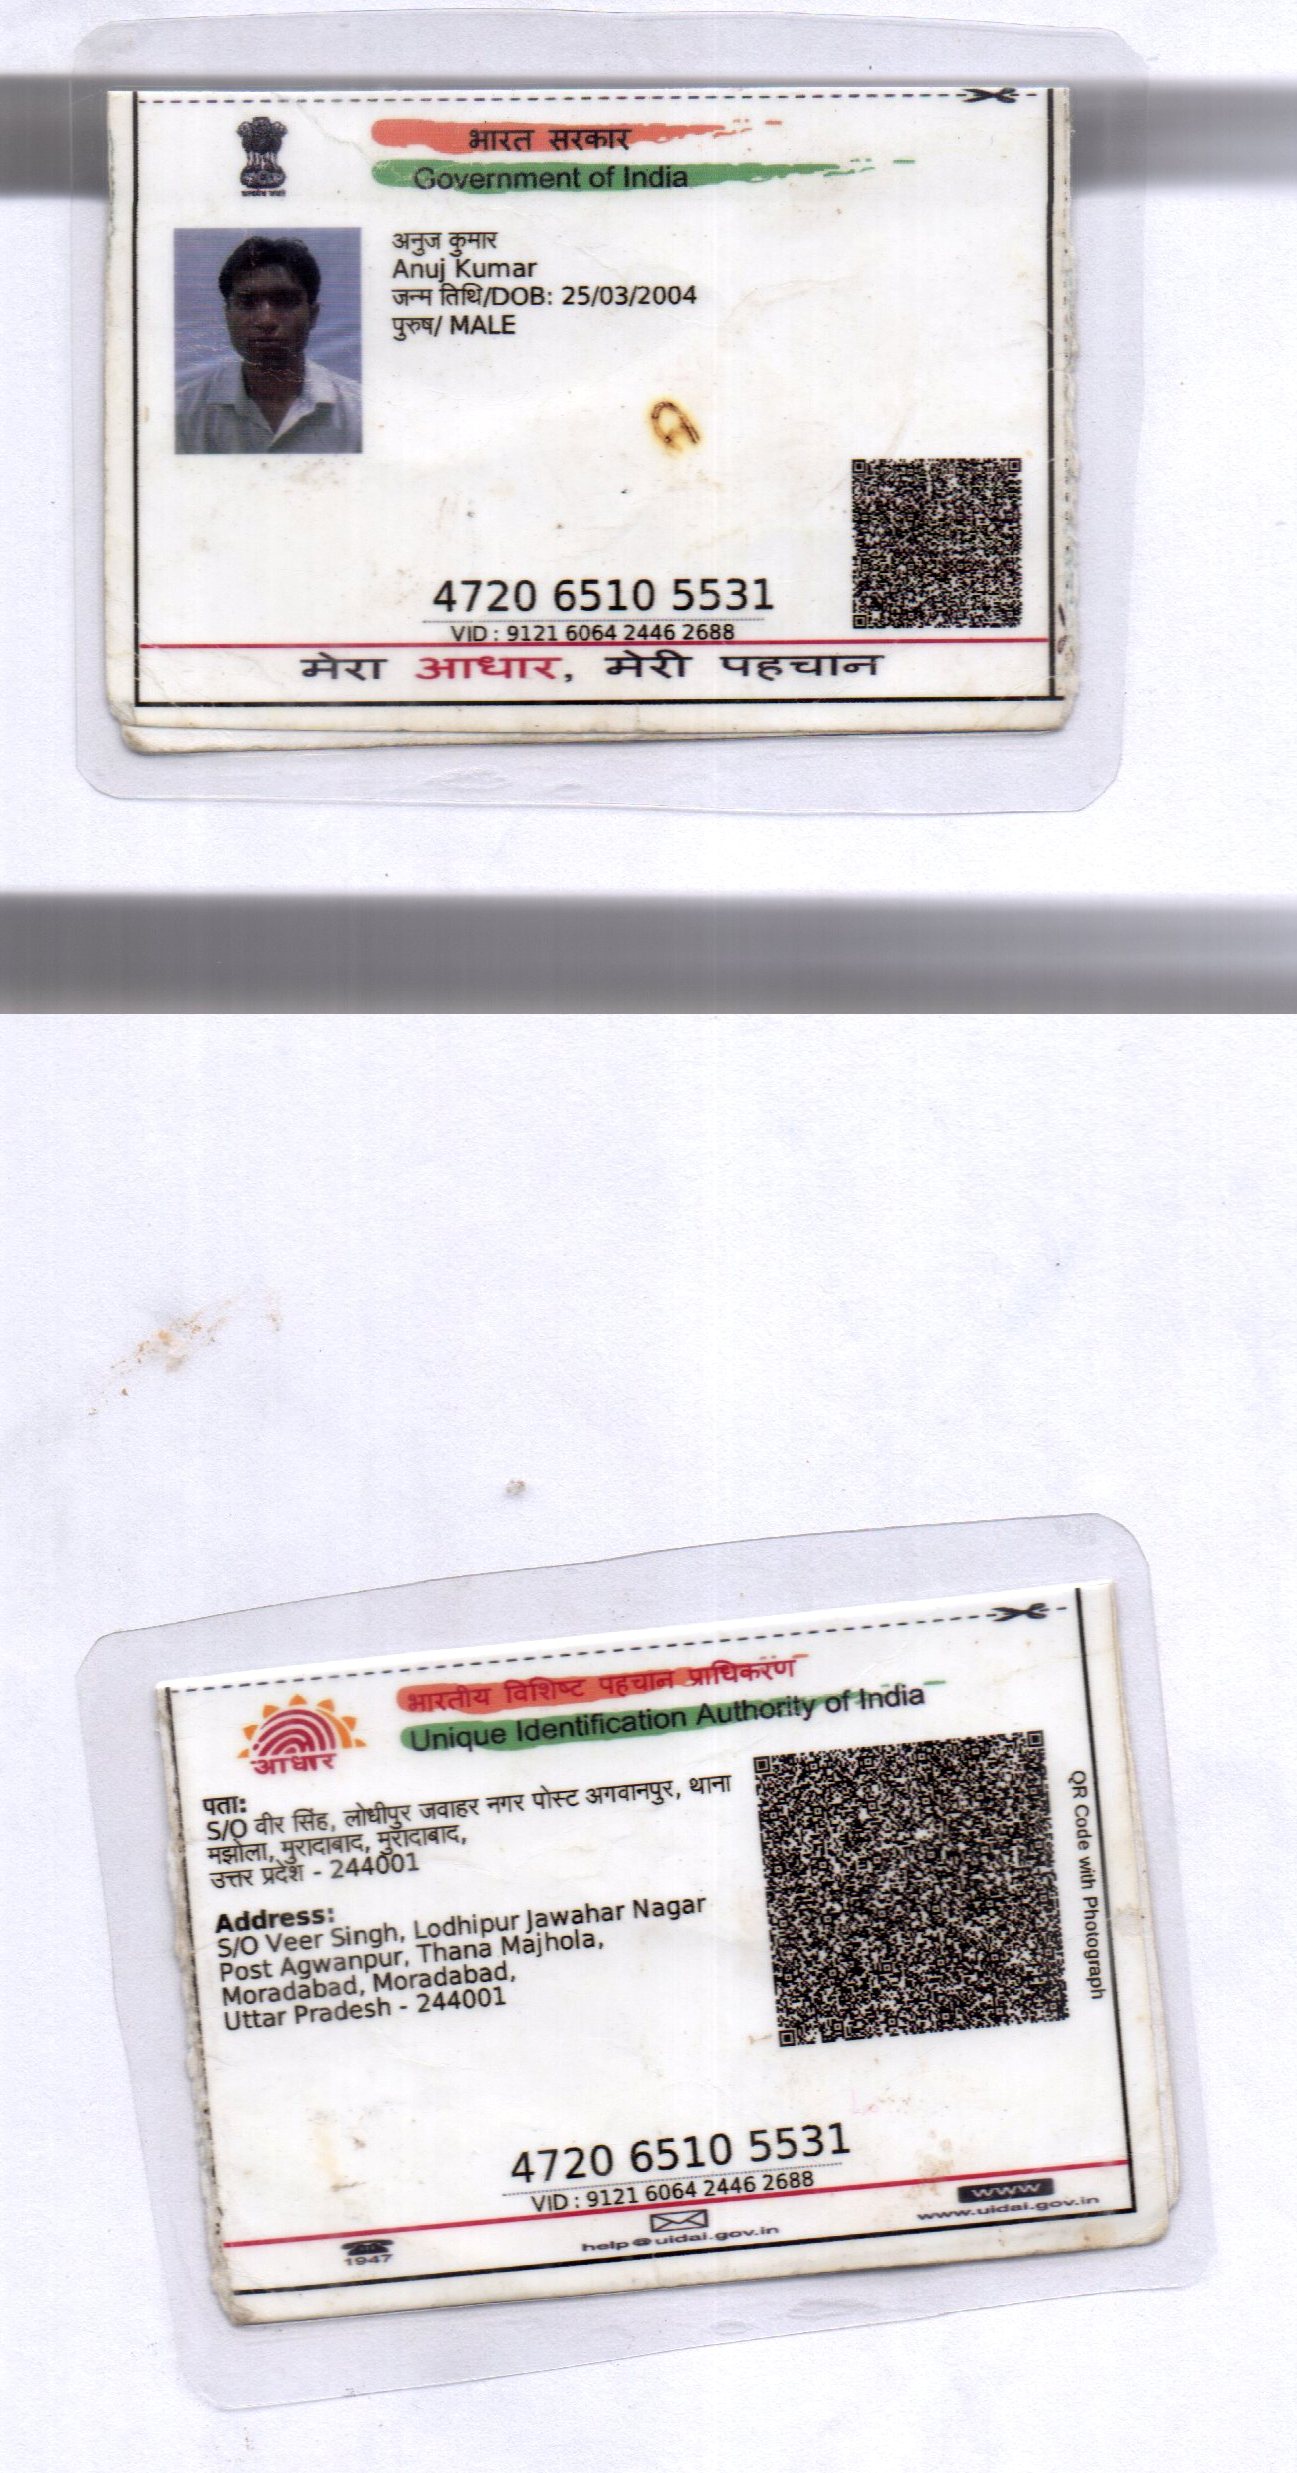 भारत सरकार
Government of India
अनुज कुमार
Anuj Kumar
जन्म तिथि/DOB: 25/03/2004
पुरुष/ MALE
4720 6510 5531
VID : 9121 6064 2446 2688
मेरा आधार, मेरी पहचान
भारतीय विशिष्ट पहचान प्राधिकरण
Unique Identification Authority of India
आधार
पता:
S/O वीर सिंह, लोधीपुर जवाहर नगर पोस्ट अगवानपुर, थाना
मझोला, मुरादाबाद, मुरादाबाद,
उत्तर प्रदेश - 244001
Address:
S/O Veer Singh, Lodhipur Jawahar Nagar
Post Agwanpur, Thana Majhola,
Moradabad, Moradabad,
Uttar Pradesh - 244001
QR Code with Photograph
4720 6510 5531
VID : 9121 6064 2446 2688
1947
help@uidai.gov.in
www
www.uidai.gov.in